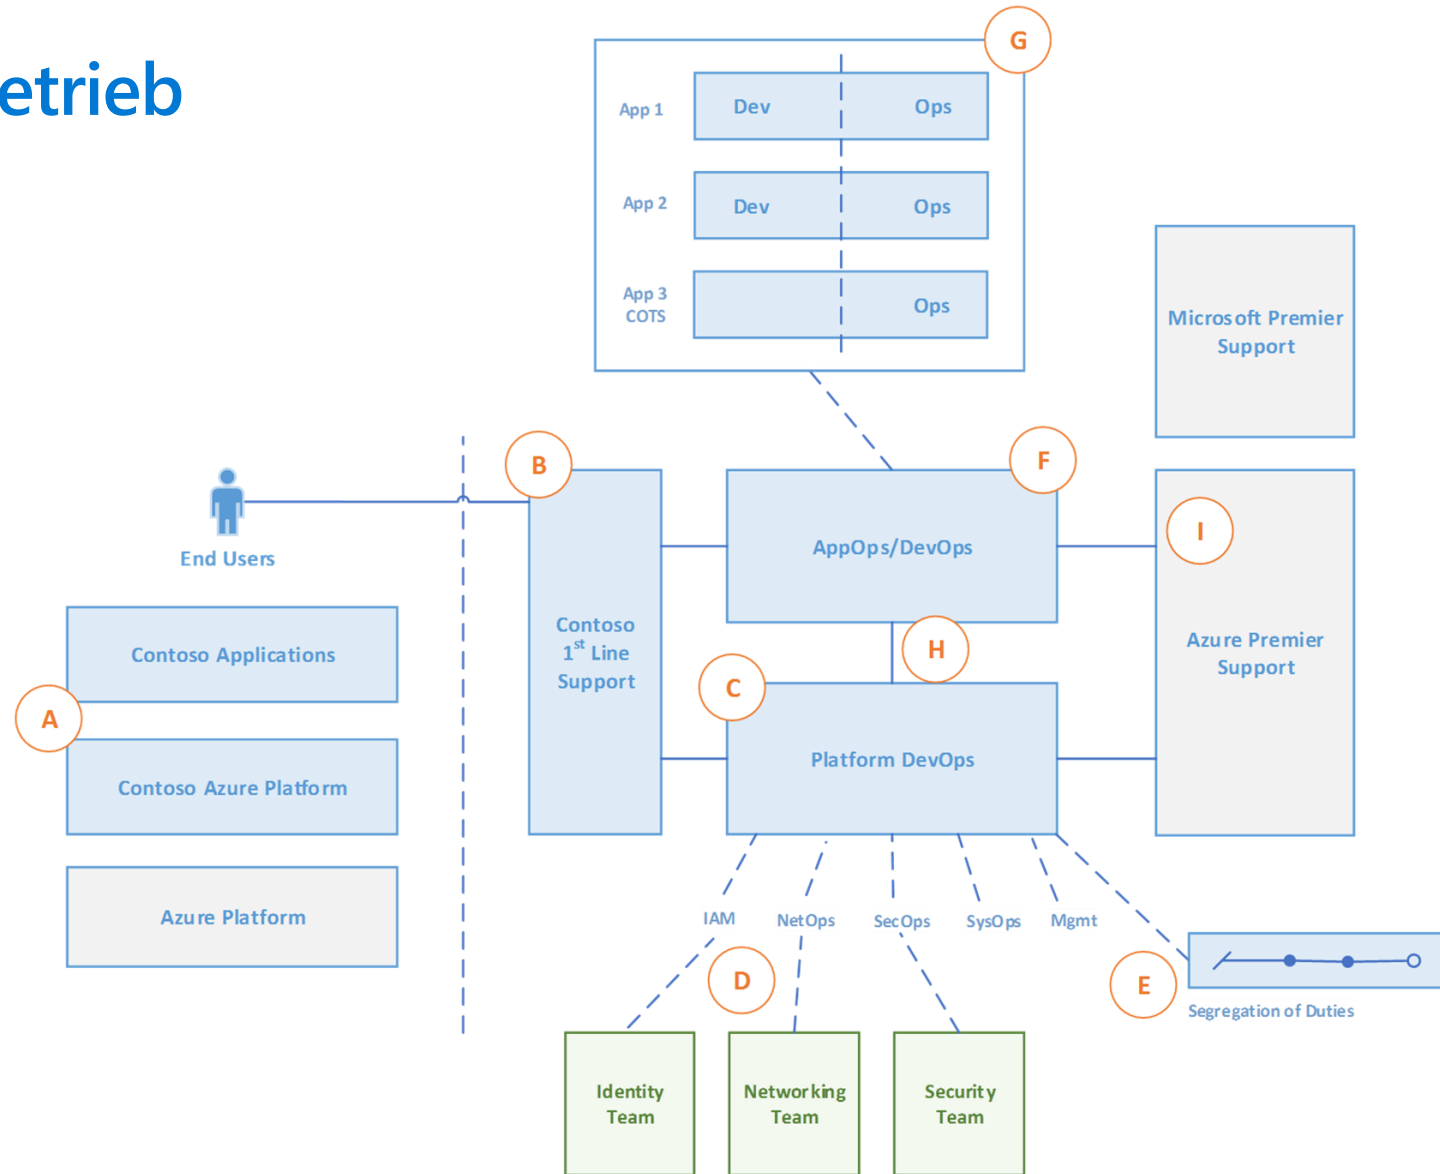 etrieb
G
App 1
Dev
Ops
App 2
Dev
Ops
App 3
COTS
Ops
Microsoft Premier
Support
B
F
I
End Users
AppOps/DevOps
Contoso
1st Line
Support
Azure Premier
Support
H
C
Contoso Applications
A
Contoso Azure Platform
Platform DevOps
Azure Platform
IAM
NetOps
SecOps
SysOps
Mgmt
D
E
Segregation of Duties
Identity
Team
Networking
Team
Security
Team